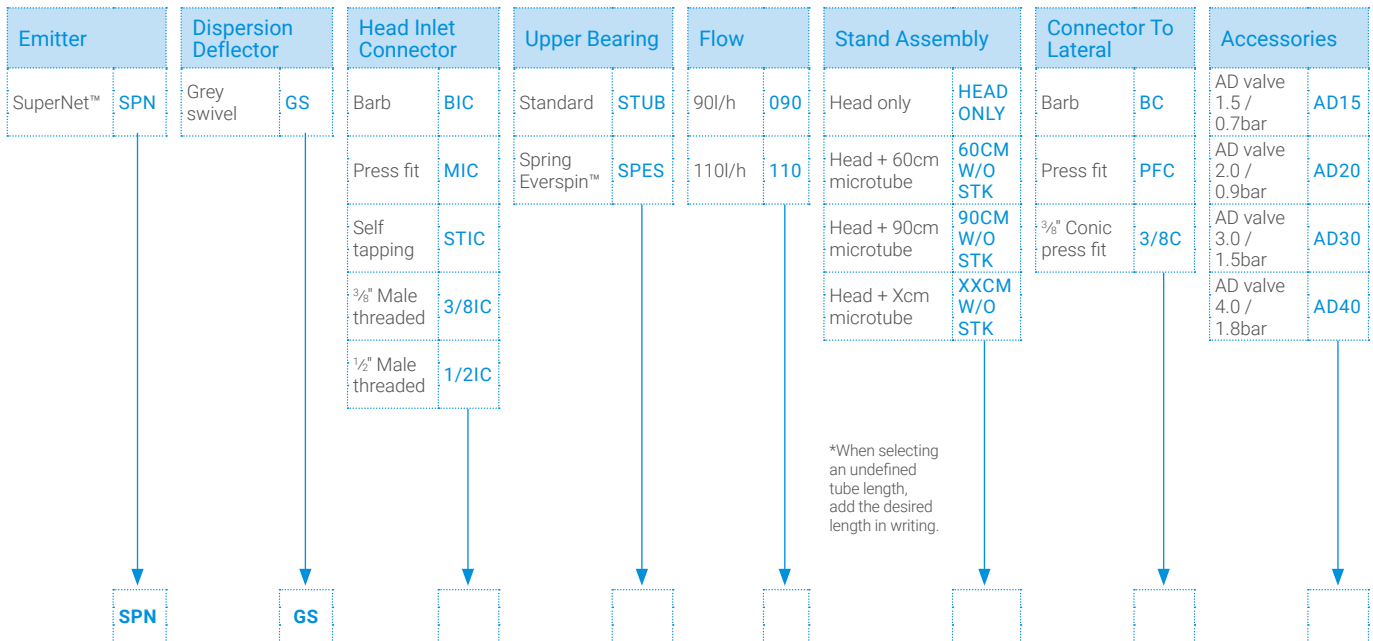 Emitter
SuperNet™ SPN
Dispersion
Deflector
Grey
swivel
GS
Head Inlet
Connector
Barb BIC
Press fit MIC
Self
tapping
STIC
⅜" Male
threaded
3/8IC
½" Male
threaded
1/2IC
Upper Bearing
Standard STUB
Spring
Everspin™
SPES
Flow
90l/h 090
110l/h 110
Stand Assembly
Head only
HEAD
ONLY
Head + 60cm
microtube
60CM
W/O
STK
Head + 90cm
microtube
90CM
W/O
STK
Head + Xcm
microtube
XXCM
W/O
STK
*When selecting
an undefined
tube length,
add the desired
length in writing.
Connector To
Lateral
Barb BC
Press fit PFC
⅜" Conic
press fit
3/8C
Accessories
AD valve
1.5 /
0.7bar
AD15
AD valve
2.0 /
0.9bar
AD20
AD valve
3.0 /
1.5bar
AD30
AD valve
4.0 /
1.8bar
AD40
SPN
GS